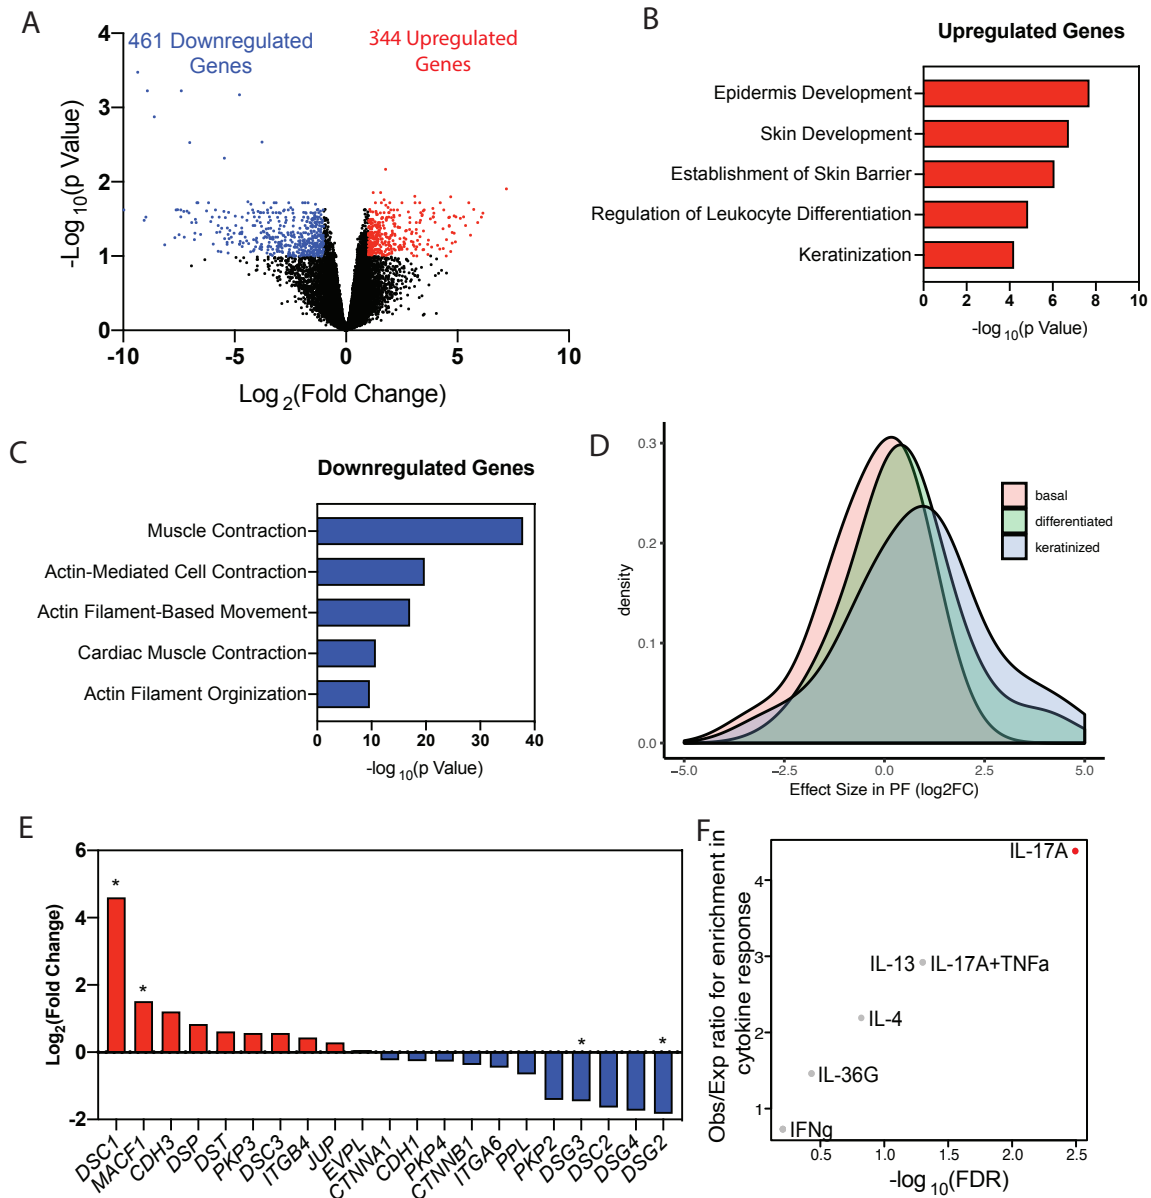 A
461 Downregulated
Genes
344 Upregulated
Genes
4
3
2
1
0
-Log10(p Value)
-10
-5
0
5
10
Log2(Fold Change)
B
Upregulated Genes
Epidermis Development
Skin Development
Establishment of Skin Barrier
Regulation of Leukocyte Differentiation
Keratinization
0 2 4 6 8 10
-log10(p Value)
C
Downregulated Genes
Muscle Contraction
Actin-Mediated Cell Contraction
Actin Filament-Based Movement
Cardiac Muscle Contraction
Actin Filament Orginization
0 10 20 30 40
-log10(p Value)
D
density
0.3
0.2
0.1
0.0
−5.0 −2.5 0.0 2.5 5.0
Effect Size in PF (log2FC)
basal
differentiated
keratinized
E
Log2(Fold Change)
6
4
2
0
-2
* * * *
DSC1 MACF1 CDH3 DSP DST PKP3 DSC3 ITGB4 JUP EVPL CTNNA1 CDH1 PKP4 CTNNB1 ITGA6 PPL PKP2 DSG3 DSC2 DSG4 DSG2
F
Obs/Exp ratio for enrichment in
cytokine response
4
3
2
1
IL-17A
IL-13 IL-17A+TNFa
IL-4
IL-36G
IFNg
0.5 1.0 1.5 2.0 2.5
-log10(FDR)